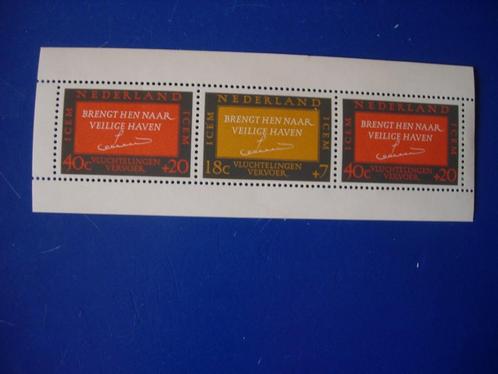 NEDERLAND
ICEM ICEM
BRENGT HEN NAAR
VEILIGE HAVEN
40c VLUCHTELINGEN +20
VERVOER
NEDERLAND
ICEM ICEM
BRENGT HEN NAAR
VEILIGE HAVEN
18c VLUCHTELINGEN +7
VERVOER
NEDERLAND
ICEM ICEM
BRENGT HEN NAAR
VEILIGE HAVEN
40c VLUCHTELINGEN +20
VERVOER